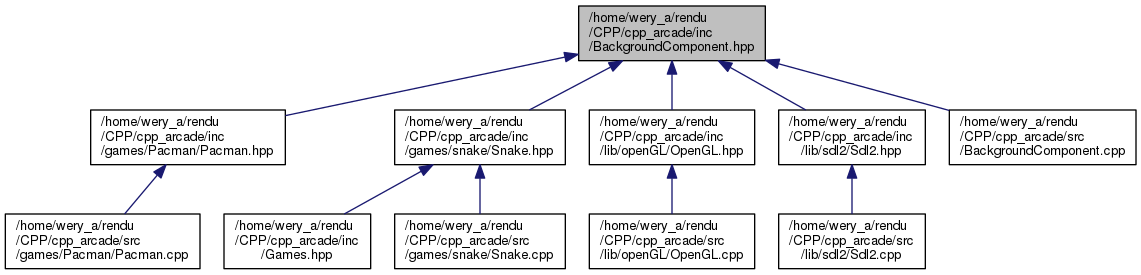 /home/wery_a/rendu
/CPP/cpp_arcade/inc
/BackgroundComponent.hpp
/home/wery_a/rendu
/CPP/cpp_arcade/inc
/games/Pacman/Pacman.hpp
/home/wery_a/rendu
/CPP/cpp_arcade/inc
/games/snake/Snake.hpp
/home/wery_a/rendu
/CPP/cpp_arcade/inc
/lib/openGL/OpenGL.hpp
/home/wery_a/rendu
/CPP/cpp_arcade/inc
/lib/sdl2/Sdl2.hpp
/home/wery_a/rendu
/CPP/cpp_arcade/src
/BackgroundComponent.cpp
/home/wery_a/rendu
/CPP/cpp_arcade/src
/games/Pacman/Pacman.cpp
/home/wery_a/rendu
/CPP/cpp_arcade/inc
/Games.hpp
/home/wery_a/rendu
/CPP/cpp_arcade/src
/games/snake/Snake.cpp
/home/wery_a/rendu
/CPP/cpp_arcade/src
/lib/openGL/OpenGL.cpp
/home/wery_a/rendu
/CPP/cpp_arcade/src
/lib/sdl2/Sdl2.cpp